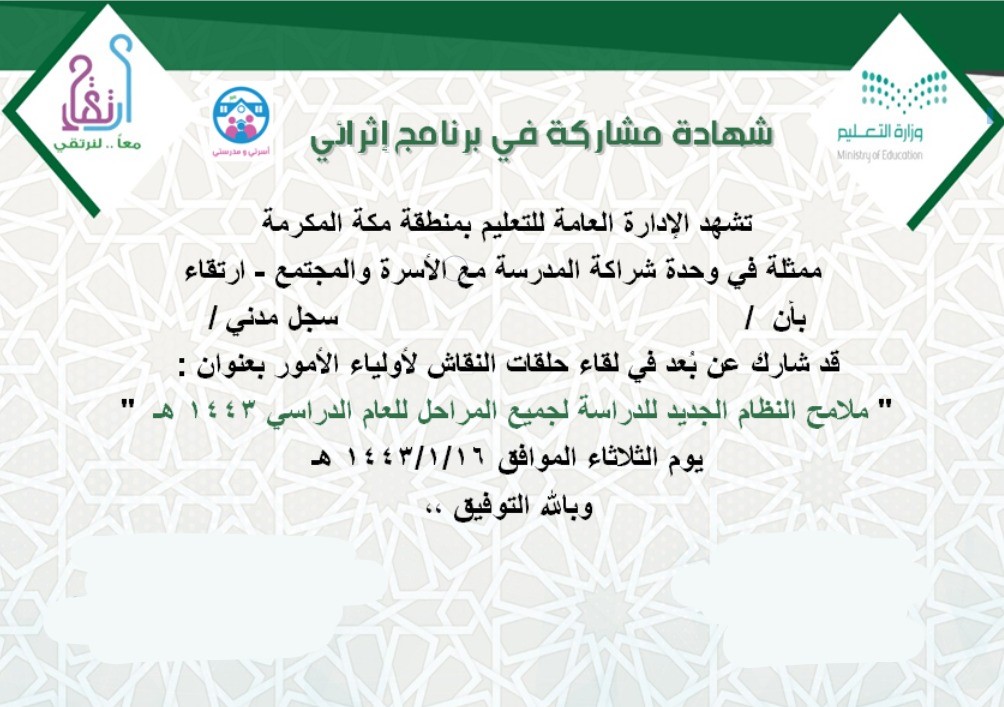 وزارة التعليم
Ministry of Education
ارتقاء
معاً .. لنرتقي
أسرتي و مدرستي
شهادة مشاركة في برنامج إثرائي
تشهد الإدارة العامة للتعليم بمنطقة مكة المكرمة
ممثلة في وحدة شراكة المدرسة مع الأسرة والمجتمع - ارتقاء
بأن / سجل مدني /
قد شارك عن بُعد في لقاء حلقات النقاش لأولياء الأمور بعنوان :
" ملامح النظام الجديد للدراسة لجميع المراحل للعام الدراسي ١٤٤٣ هـ "
يوم الثلاثاء الموافق ١٤٤٣/١/١٦ هـ
وبالله التوفيق ،،